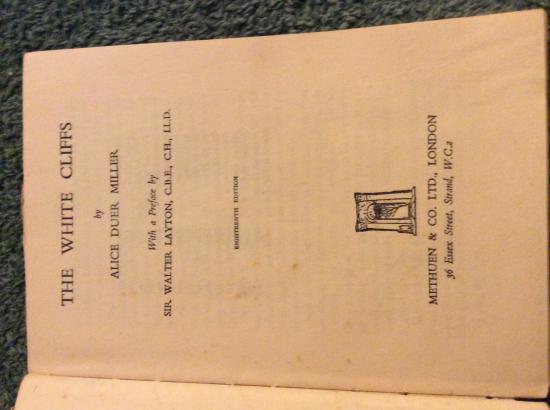 THE WHITE CLIFFS
by
ALICE DUER MILLER
With a Preface by
SIR WALTER LAYTON, C.B.E., C.H., LL.D.
EIGHTEENTH EDITION
METHUEN & CO. LTD., LONDON
36 Essex Street, Strand, W.C.2